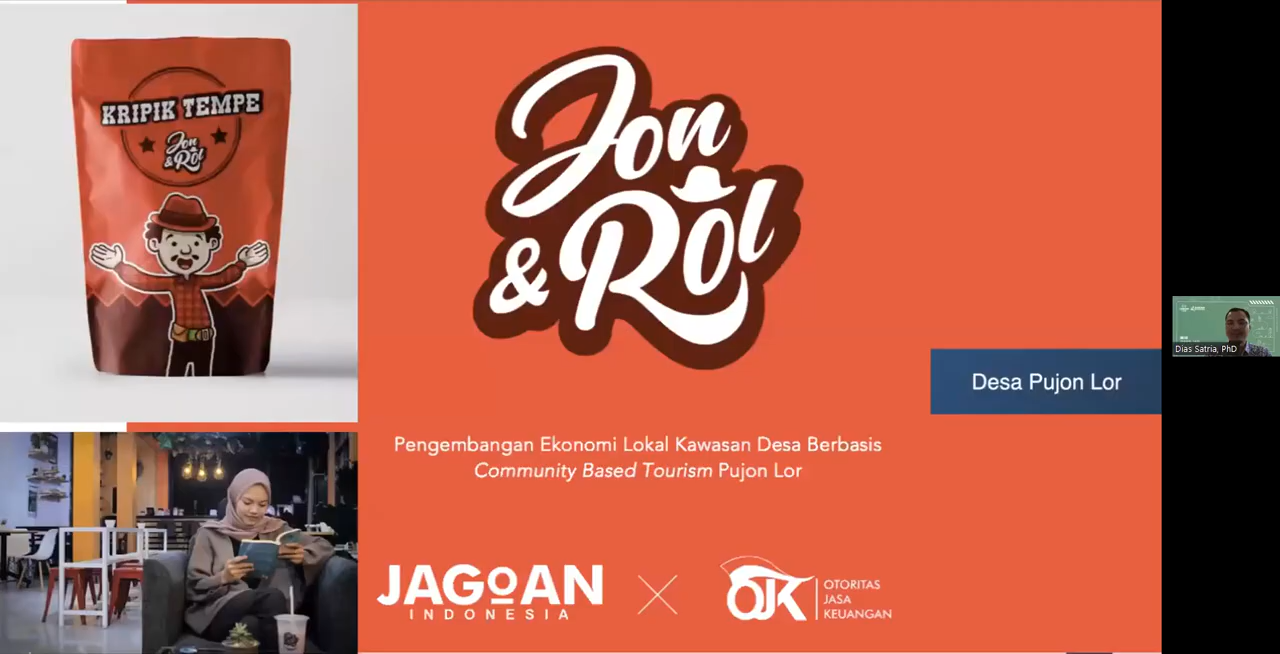 KRIPIK TEMPE
Jon
& Rol
Jon
& Rol
Desa Pujon Lor
Pengembangan Ekonomi Lokal Kawasan Desa Berbasis
Community Based Tourism Pujon Lor
JAGOAN
INDONESIA
OJK
OTORITAS
JASA
KEUANGAN
Dias Satria, PhD